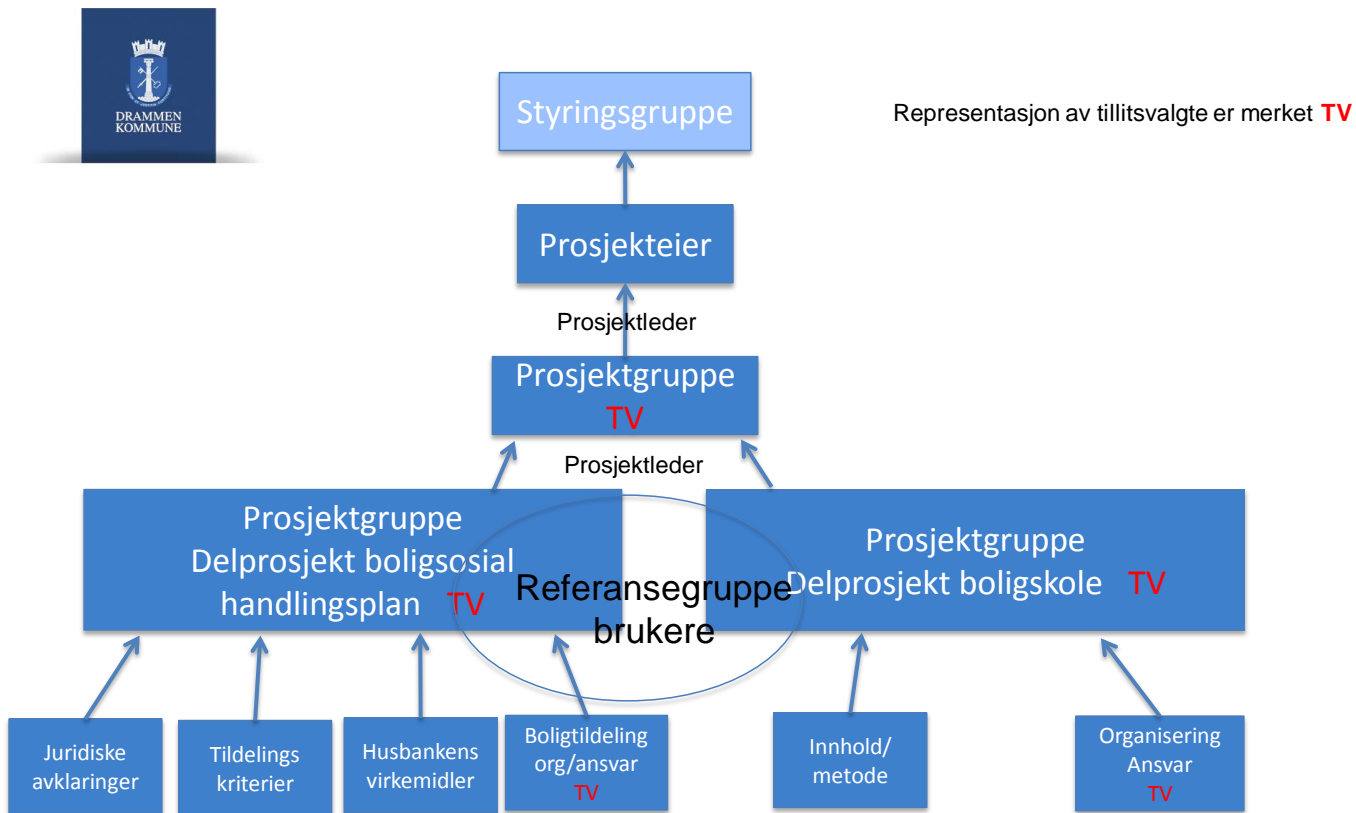 DRAMMEN
KOMMUNE
Styringsgruppe
Representasjon av tillitsvalgte er merket TV
Prosjekteier
Prosjektleder
Prosjektgruppe
TV
Prosjektleder
Prosjektgruppe
Delprosjekt boligsosial
handlingsplan TV
Referansegruppe
brukere
Prosjektgruppe
Delprosjekt boligskole TV
Juridiske
avklaringer
Tildelings
kriterier
Husbankens
virkemidler
Boligtildeling
org/ansvar
TV
Innhold/
metode
Organisering
Ansvar
TV